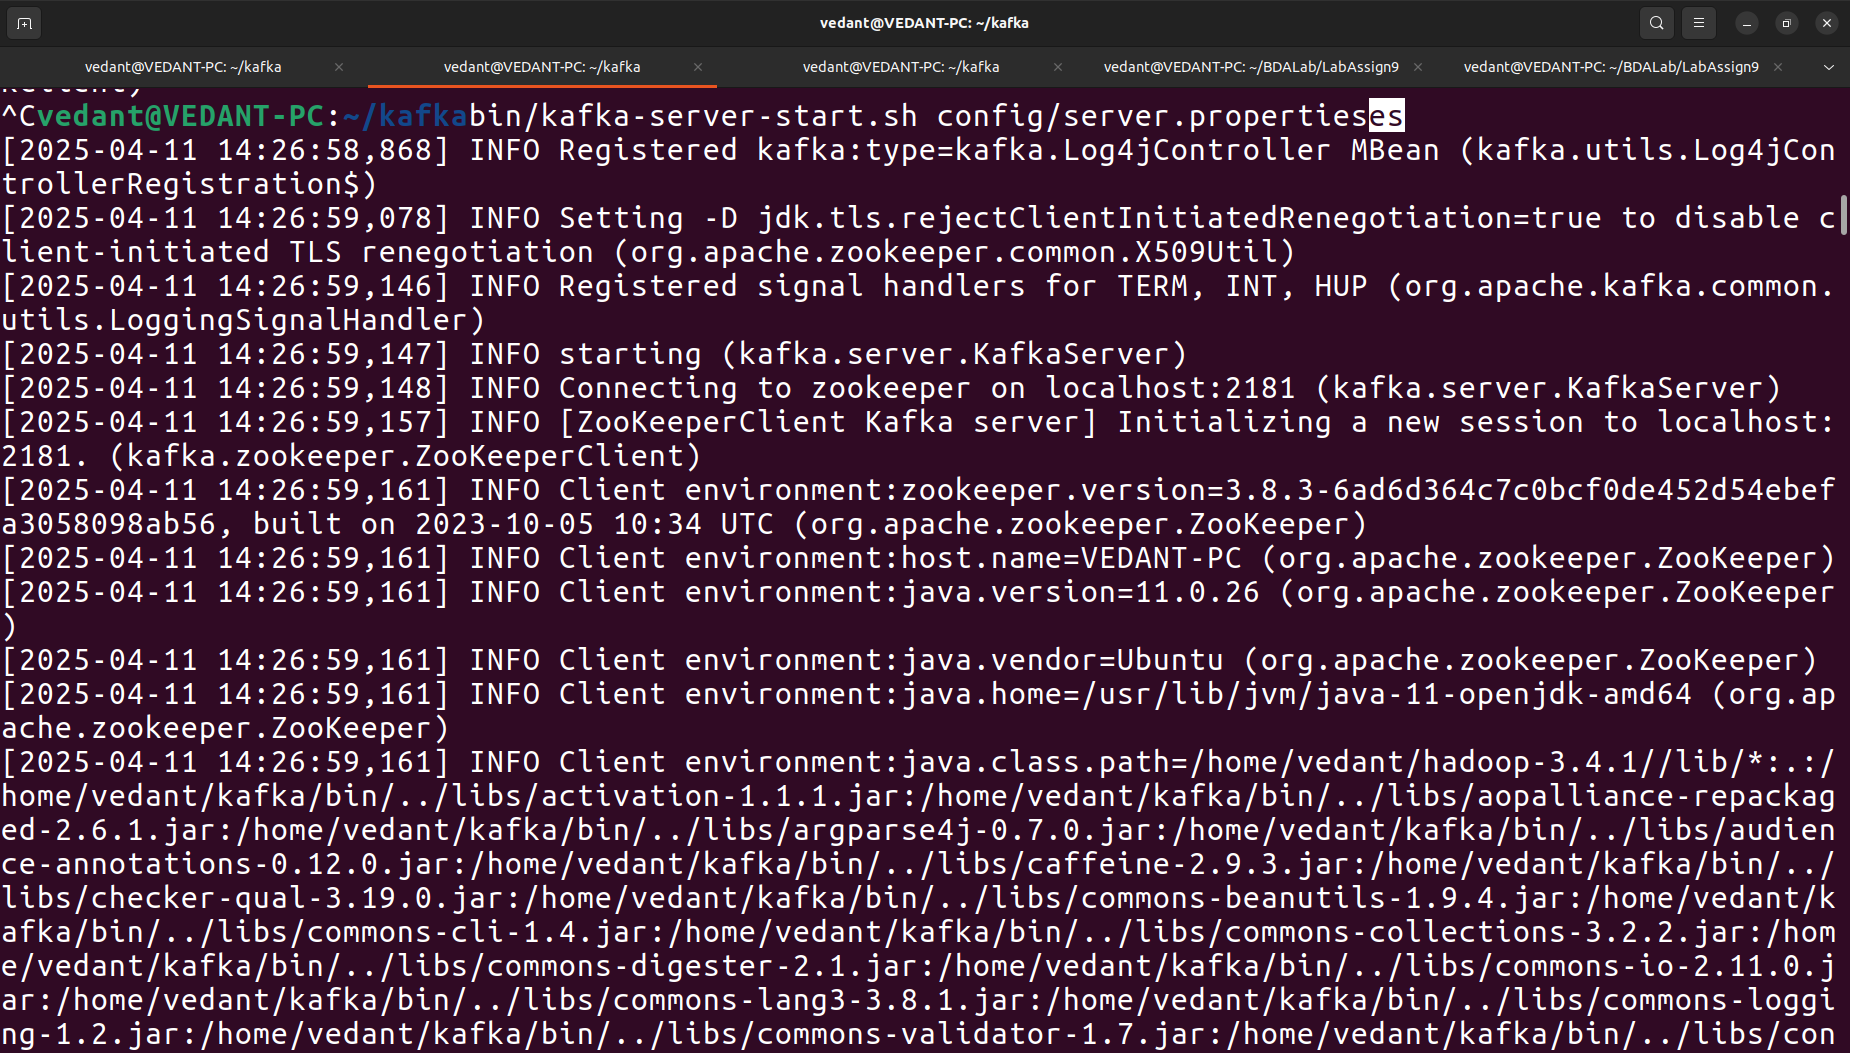 vedant@VEDANT-PC: ~/kafka
vedant@VEDANT-PC: ~/kafka
vedant@VEDANT-PC: ~/kafka
vedant@VEDANT-PC: ~/kafka
vedant@VEDANT-PC: ~/BDALab/LabAssign9
vedant@VEDANT-PC: ~/BDALab/LabAssign9
^Cvedant@VEDANT-PC:~/kafkabin/kafka-server-start.sh config/server.propertieses
[2025-04-11 14:26:58,868] INFO Registered kafka:type=kafka.Log4jController MBean (kafka.utils.Log4jCon
trollerRegistration$)
[2025-04-11 14:26:59,078] INFO Setting -D jdk.tls.rejectClientInitiatedRenegotiation=true to disable c
lient-initiated TLS renegotiation (org.apache.zookeeper.common.X509Util)
[2025-04-11 14:26:59,146] INFO Registered signal handlers for TERM, INT, HUP (org.apache.kafka.common.
utils.LoggingSignalHandler)
[2025-04-11 14:26:59,147] INFO starting (kafka.server.KafkaServer)
[2025-04-11 14:26:59,148] INFO Connecting to zookeeper on localhost:2181 (kafka.server.KafkaServer)
[2025-04-11 14:26:59,157] INFO [ZooKeeperClient Kafka server] Initializing a new session to localhost:
2181. (kafka.zookeeper.ZooKeeperClient)
[2025-04-11 14:26:59,161] INFO Client environment:zookeeper.version=3.8.3-6ad6d364c7c0bcf0de452d54ebef
a3058098ab56, built on 2023-10-05 10:34 UTC (org.apache.zookeeper.ZooKeeper)
[2025-04-11 14:26:59,161] INFO Client environment:host.name=VEDANT-PC (org.apache.zookeeper.ZooKeeper)
[2025-04-11 14:26:59,161] INFO Client environment:java.version=11.0.26 (org.apache.zookeeper.ZooKeeper
)
[2025-04-11 14:26:59,161] INFO Client environment:java.vendor=Ubuntu (org.apache.zookeeper.ZooKeeper)
[2025-04-11 14:26:59,161] INFO Client environment:java.home=/usr/lib/jvm/java-11-openjdk-amd64 (org.ap
ache.zookeeper.ZooKeeper)
[2025-04-11 14:26:59,161] INFO Client environment:java.class.path=/home/vedant/hadoop-3.4.1//lib/*:.:/
home/vedant/kafka/bin/../libs/activation-1.1.1.jar:/home/vedant/kafka/bin/../libs/aopalliance-repackag
ed-2.6.1.jar:/home/vedant/kafka/bin/../libs/argparse4j-0.7.0.jar:/home/vedant/kafka/bin/../libs/audien
ce-annotations-0.12.0.jar:/home/vedant/kafka/bin/../libs/caffeine-2.9.3.jar:/home/vedant/kafka/bin/../
libs/checker-qual-3.19.0.jar:/home/vedant/kafka/bin/../libs/commons-beanutils-1.9.4.jar:/home/vedant/k
afka/bin/../libs/commons-cli-1.4.jar:/home/vedant/kafka/bin/../libs/commons-collections-3.2.2.jar:/hom
e/vedant/kafka/bin/../libs/commons-digester-2.1.jar:/home/vedant/kafka/bin/../libs/commons-io-2.11.0.j
ar:/home/vedant/kafka/bin/../libs/commons-lang3-3.8.1.jar:/home/vedant/kafka/bin/../libs/commons-loggi
ng-1.2.jar:/home/vedant/kafka/bin/../libs/commons-validator-1.7.jar:/home/vedant/kafka/bin/../libs/con